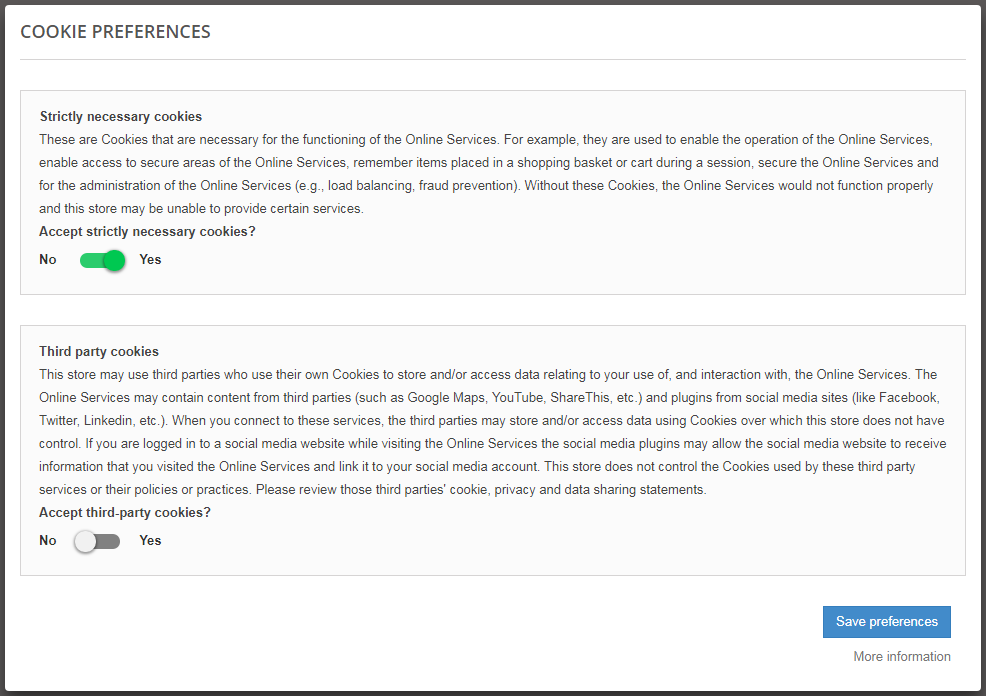 COOKIE PREFERENCES
Strictly necessary cookies
These are Cookies that are necessary for the functioning of the Online Services. For example, they are used to enable the operation of the Online Services,
enable access to secure areas of the Online Services, remember items placed in a shopping basket or cart during a session, secure the Online Services and
for the administration of the Online Services (e.g., load balancing, fraud prevention). Without these Cookies, the Online Services would not function properly
and this store may be unable to provide certain services.
Accept strictly necessary cookies?
No Yes
Third party cookies
This store may use third parties who use their own Cookies to store and/or access data relating to your use of, and interaction with, the Online Services. The
Online Services may contain content from third parties (such as Google Maps, YouTube, ShareThis, etc.) and plugins from social media sites (like Facebook,
Twitter, Linkedin, etc.). When you connect to these services, the third parties may store and/or access data using Cookies over which this store does not have
control. If you are logged in to a social media website while visiting the Online Services the social media plugins may allow the social media website to receive
information that you visited the Online Services and link it to your social media account. This store does not control the Cookies used by these third party
services or their policies or practices. Please review those third parties' cookie, privacy and data sharing statements.
Accept third-party cookies?
No Yes
Save preferences
More information